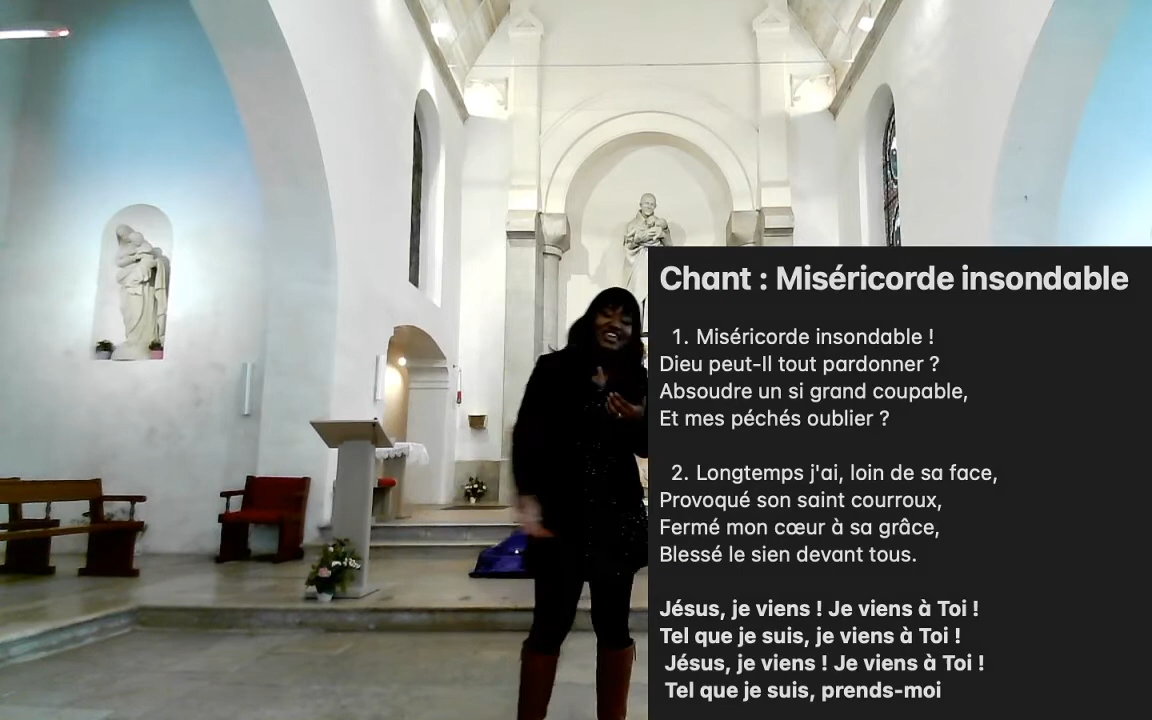 Chant : Miséricorde insondable
1. Miséricorde insondable !
Dieu peut-Il tout pardonner ?
Absoudre un si grand coupable,
Et mes péchés oublier ?
2. Longtemps j'ai, loin de sa face,
Provoqué son saint courroux,
Fermé mon cœur à sa grâce,
Blessé le sien devant tous.
Jésus, je viens ! Je viens à Toi !
Tel que je suis, je viens à Toi !
Jésus, je viens ! Je viens à Toi !
Tel que je suis, prends-moi